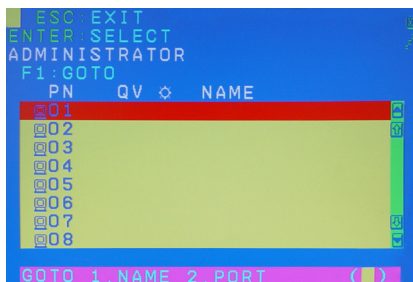 ESC:EXIT
ENTER:SELECT
ADMINISTRATOR
F1:GOTO
PN QV ☼ NAME
01
02
03
04
05
06
07
08
GOTO 1.NAME 2.PORT ( )